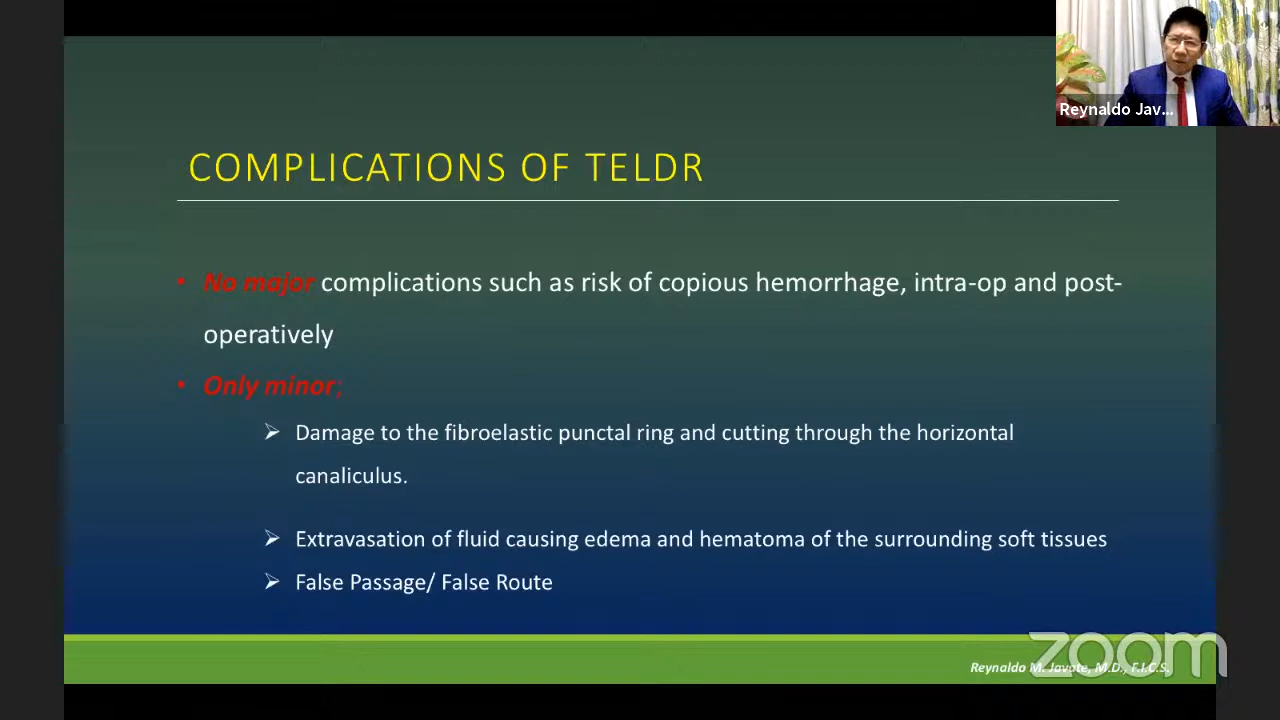 Reynaldo Jav...
COMPLICATIONS OF TELDR
• No major complications such as risk of copious hemorrhage, intra-op and post-
operatively
• Only minor;
➢ Damage to the fibroelastic punctal ring and cutting through the horizontal
canaliculus.
➢ Extravasation of fluid causing edema and hematoma of the surrounding soft tissues
➢ False Passage/ False Route
zoom
Reynaldo M. Javate, M.D., F.I.C.S.